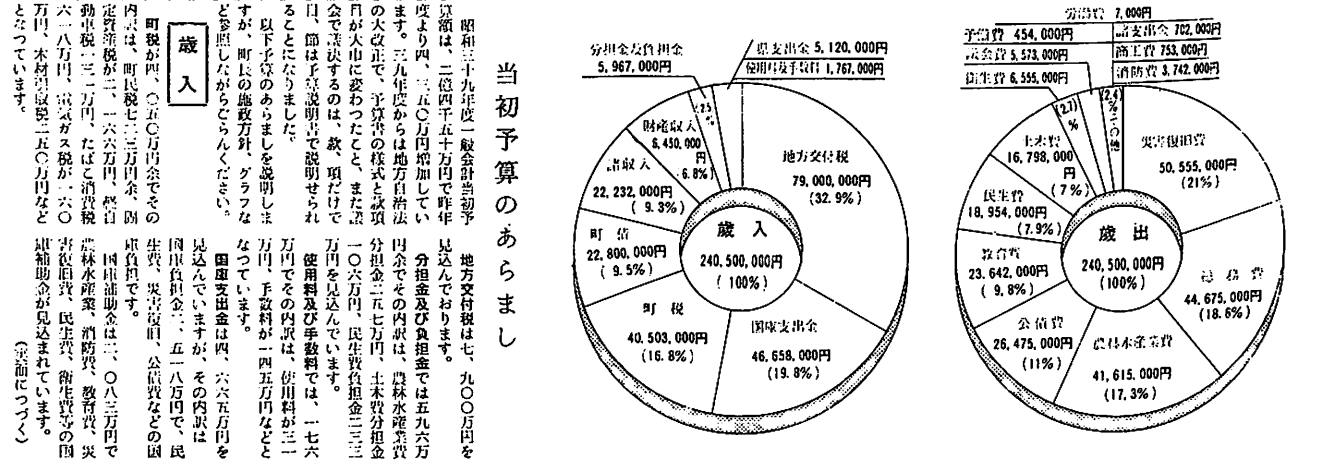 当初予算のあらまし
昭和三十九年度一般会計当初予
算額は、二億四千五十万円で昨年
度より四、三五〇万円増加してい
ます。三九年度からは地方自治法
の大改正で、予算書の様式と款項
目が大巾に変わつたこと、また議
会で議決するのは、款、項だけで
目、節は予算説明書で説明せられ
ることになりました。
以下予算のあらましを説明しま
すが、町長の施政方針、グラフな
ど参照しながらごらんください。
歳入
町税が四、〇五〇万円余でその
内訳は、町民税七二三万円余、固
定資産税が二、一六六万円、軽自
動車税一三一万円、たばこ消費税
六一八万円、電気ガス税が一六〇
万円、木材引取税二五〇万円など
となつています。
地方交付税は七、九〇〇万円を
見込んでおります。
分担金及び負担金では五九六万
円余でその内訳は、農林水産業費
分担金二五七万円、土木費分担金
一〇六万円、民生費負担金二三三
万円を見込んでいます。
使用料及び手数料では、一七六
万円でその内訳は、使用料が三一
万円、手数料が一四五万円などと
なつています。
国庫支出金は四、六六五万円を
見込んでいますが、その内訳は
国庫負担金二、五一八万円で、民
生費、災害復旧、公債費などの国
庫負担です。
国庫補助金は二、〇八三万円で
農林水産業、消防費、教育費、災
害復旧費、民生費、衛生費等の国
庫補助金が見込まれています。
(裏面につづく)
歳入
240,500,000円
(100%)
県支出金 5,120,000円
使用料及手数料 1,767,000円
地方交付税
79,000,000円
(32.9%)
国庫支出金
46,658,000円
(19.8%)
町税
40,503,000円
(16.8%)
町債
22,800,000円
(9.5%)
諸収入
22,232,000円
(9.3%)
財産収入
6,450,000
円
6.8%)
分担金及負担金
5,967,000円
(2.5
%
歳出
240,500,000円
(100%)
労働費 7,000円
予備費 454,000円
諸支出金 702,000円
議会費 5,573,000円
商工費 753,000円
衛生費 6,555,000円
消防費 3,742,000円
災害復旧費
50,555,000円
(21%)
総務費
44,675,000円
(18.6%)
農林水産業費
41,615,000円
(17.3%)
公債費
26,475,000円
(11%)
教育費
23,642,000円
(9.8%)
民生費
18,954,000円
(7.9%)
土木費
16,798,000
円
(7%)
(2.7)
%
(2.4)
%その他